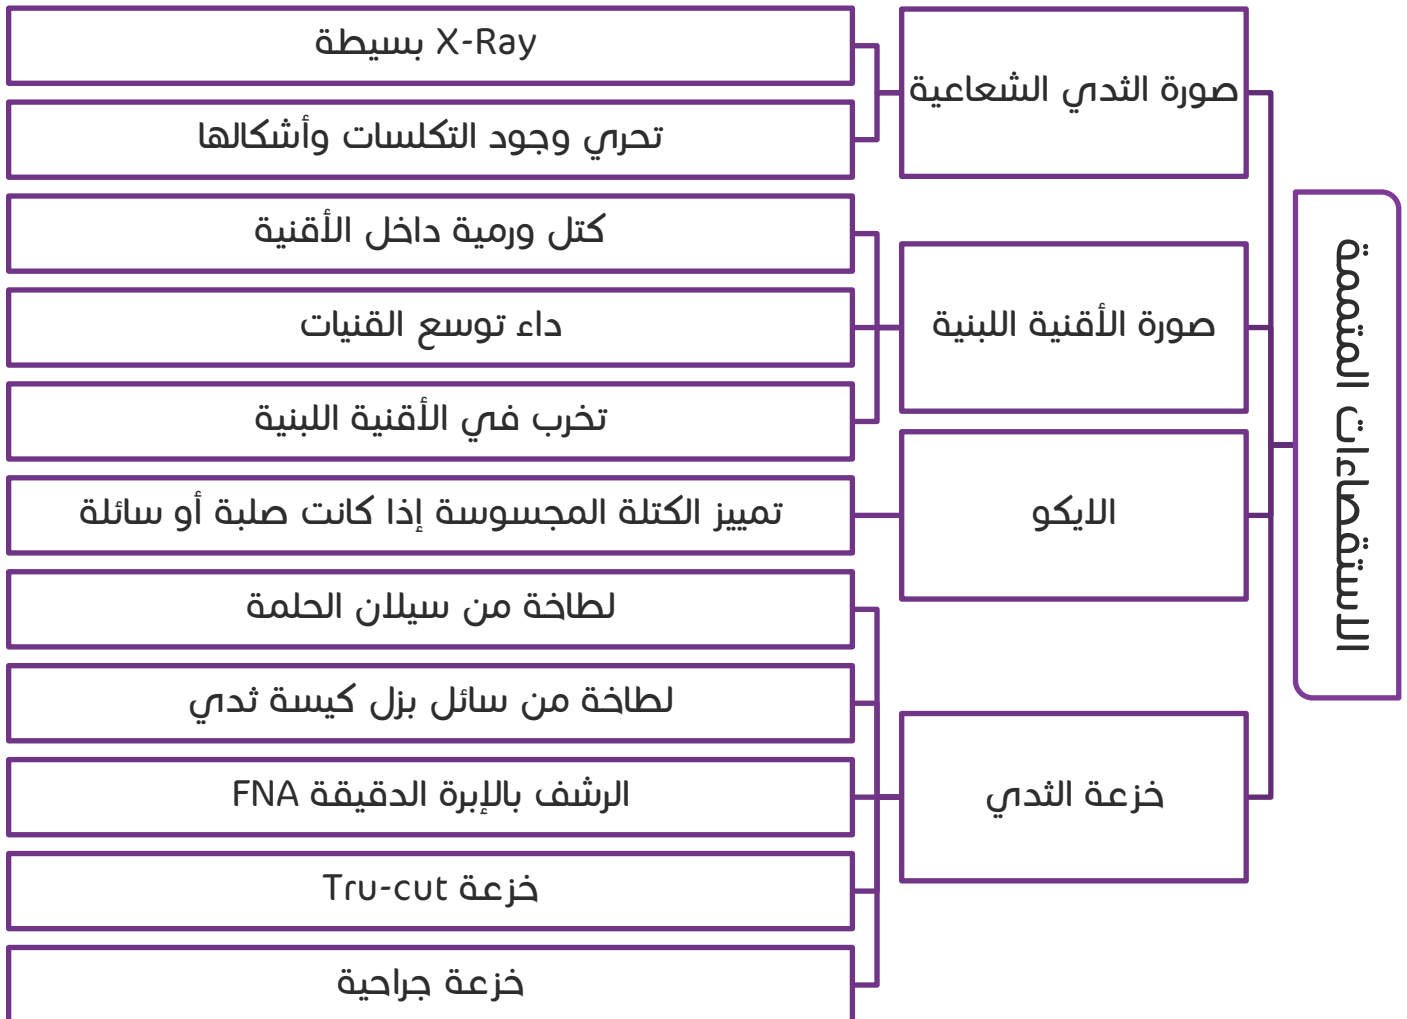 الاستقصاءات المتممة
صورة الثدي الشعاعية
X-Ray بسيطة
تحري وجود التكلسات وأشكالها
صورة الأقنية اللبنية
كتل ورمية داخل الأقنية
داء توسع القنيات
تخرب في الأقنية اللبنية
الايكو
تمييز الكتلة المجسوسة إذا كانت صلبة أو سائلة
خزعة الثدي
لطاخة من سيلان الحلمة
لطاخة من سائل بزل كيسة ثدي
الرشف بالإبرة الدقيقة FNA
خزعة Tru-cut
خزعة جراحية